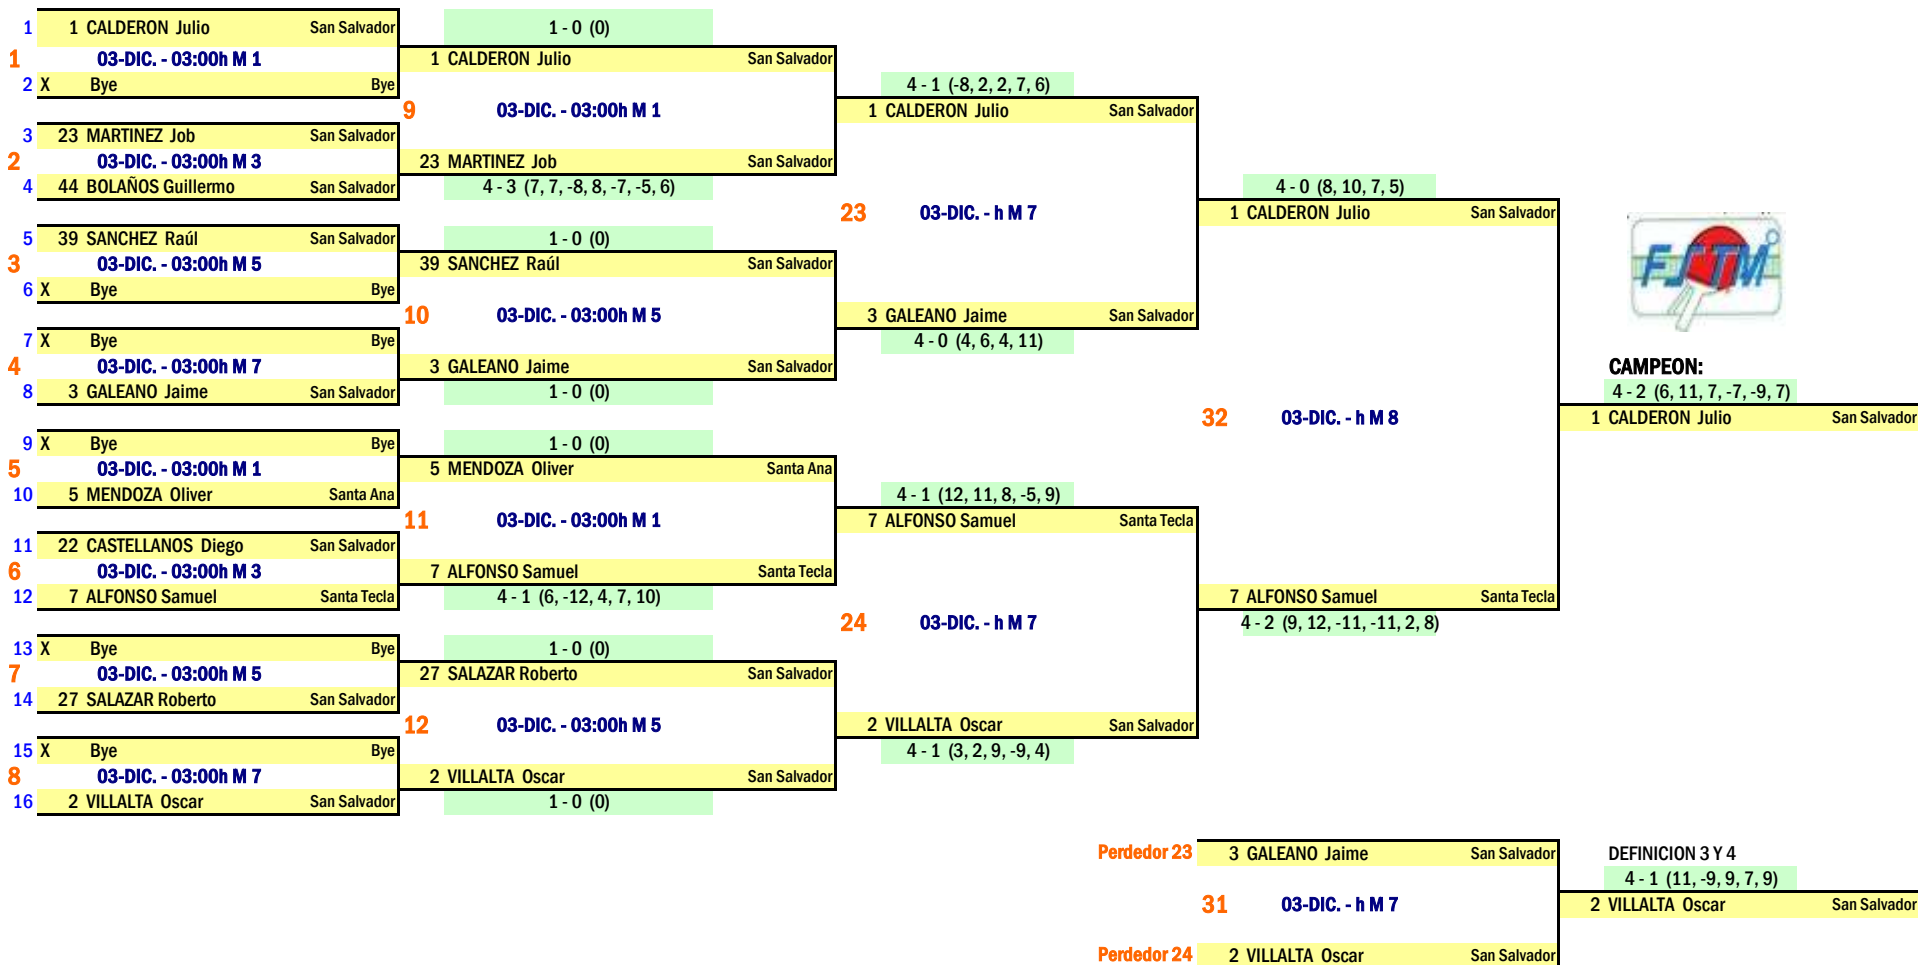 1 1 CALDERON Julio San Salvador
1 03-DIC. - 03:00h M 1
2 X Bye Bye
3 23 MARTINEZ Job San Salvador
2 03-DIC. - 03:00h M 3
4 44 BOLAÑOS Guillermo San Salvador
5 39 SANCHEZ Raúl San Salvador
3 03-DIC. - 03:00h M 5
6 X Bye Bye
7 X Bye Bye
4 03-DIC. - 03:00h M 7
8 3 GALEANO Jaime San Salvador
9 X Bye Bye
5 03-DIC. - 03:00h M 1
10 5 MENDOZA Oliver Santa Ana
11 22 CASTELLANOS Diego San Salvador
6 03-DIC. - 03:00h M 3
12 7 ALFONSO Samuel Santa Tecla
13 X Bye Bye
7 03-DIC. - 03:00h M 5
14 27 SALAZAR Roberto San Salvador
15 X Bye Bye
8 03-DIC. - 03:00h M 7
16 2 VILLALTA Oscar San Salvador
1 - 0 (0)
1 CALDERON Julio San Salvador
9 03-DIC. - 03:00h M 1
23 MARTINEZ Job San Salvador
4 - 3 (7, 7, -8, 8, -7, -5, 6)
1 - 0 (0)
39 SANCHEZ Raúl San Salvador
10 03-DIC. - 03:00h M 5
3 GALEANO Jaime San Salvador
1 - 0 (0)
1 - 0 (0)
5 MENDOZA Oliver Santa Ana
11 03-DIC. - 03:00h M 1
7 ALFONSO Samuel Santa Tecla
4 - 1 (6, -12, 4, 7, 10)
1 - 0 (0)
27 SALAZAR Roberto San Salvador
12 03-DIC. - 03:00h M 5
2 VILLALTA Oscar San Salvador
1 - 0 (0)
4 - 1 (-8, 2, 2, 7, 6)
1 CALDERON Julio San Salvador
23 03-DIC. - h M 7
3 GALEANO Jaime San Salvador
4 - 0 (4, 6, 4, 11)
4 - 1 (12, 11, 8, -5, 9)
7 ALFONSO Samuel Santa Tecla
24 03-DIC. - h M 7
2 VILLALTA Oscar San Salvador
4 - 1 (3, 2, 9, -9, 4)
4 - 0 (8, 10, 7, 5)
1 CALDERON Julio San Salvador
32 03-DIC. - h M 8
7 ALFONSO Samuel Santa Tecla
4 - 2 (9, 12, -11, -11, 2, 8)
FSTM
CAMPEON:
4 - 2 (6, 11, 7, -7, -9, 7)
1 CALDERON Julio San Salvador
Perdedor 23 3 GALEANO Jaime San Salvador
31 03-DIC. - h M 7
Perdedor 24 2 VILLALTA Oscar San Salvador
DEFINICION 3 Y 4
4 - 1 (11, -9, 9, 7, 9)
2 VILLALTA Oscar San Salvador